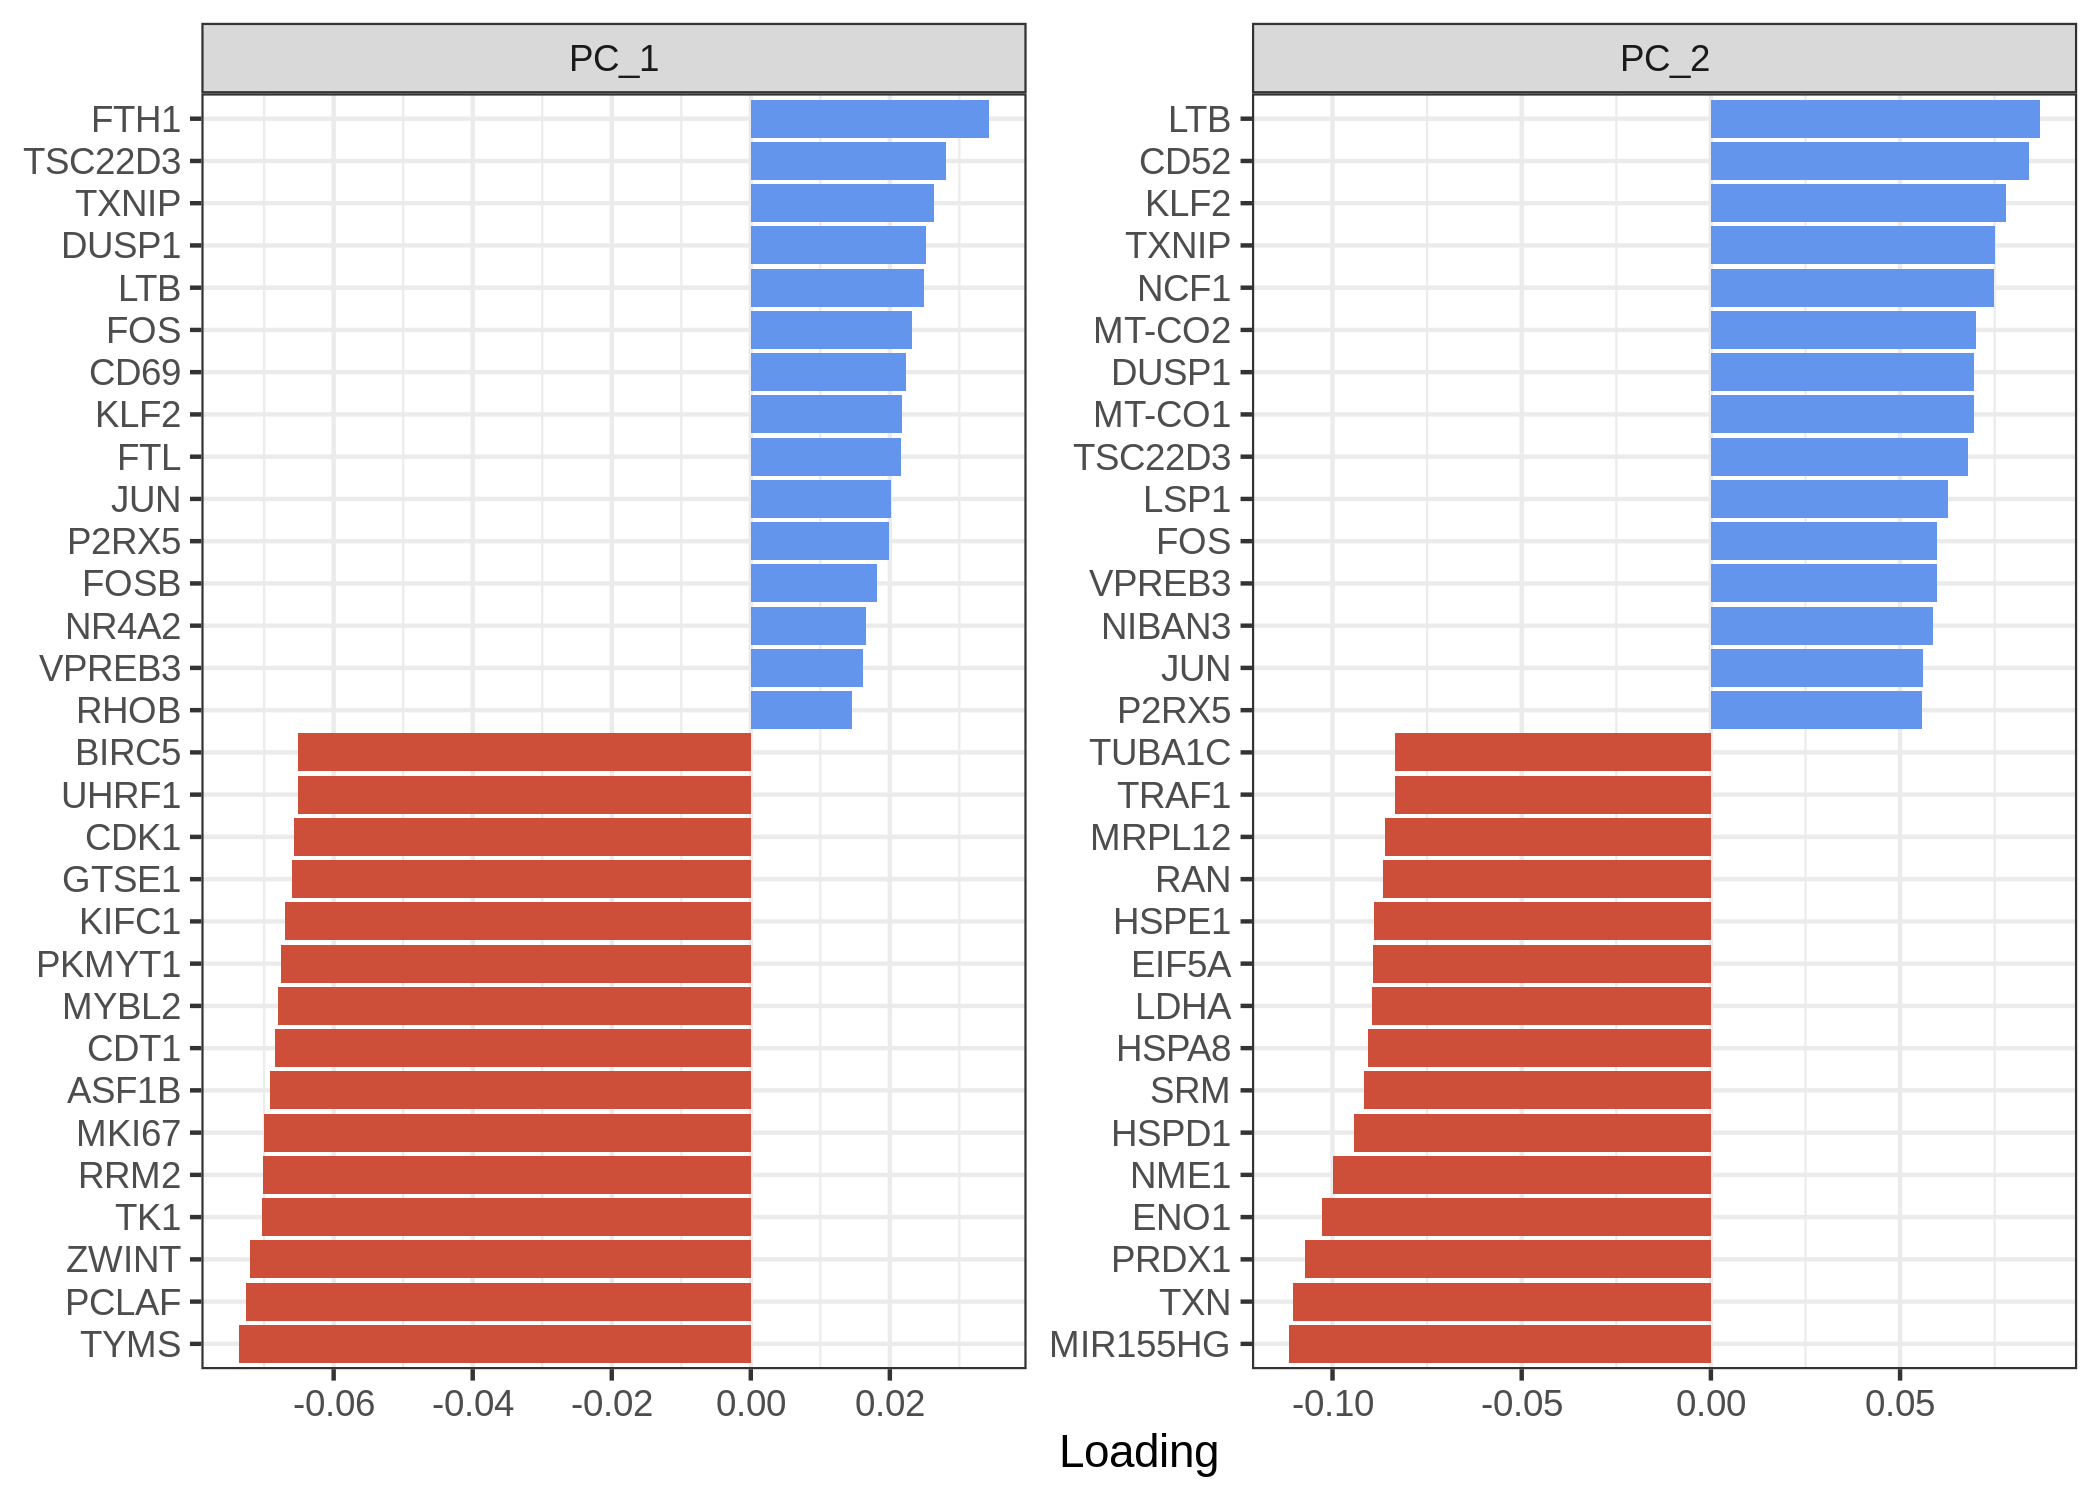 PC_1
FTH1
TSC22D3
TXNIP
DUSP1
LTB
FOS
CD69
KLF2
FTL
JUN
P2RX5
FOSB
NR4A2
VPREB3
RHOB
BIRC5
UHRF1
CDK1
GTSE1
KIFC1
PKMYT1
MYBL2
CDT1
ASF1B
MKI67
RRM2
TK1
ZWINT
PCLAF
TYMS
-0.06 -0.04 -0.02 0.00 0.02
PC_2
LTB
CD52
KLF2
TXNIP
NCF1
MT-CO2
DUSP1
MT-CO1
TSC22D3
LSP1
FOS
VPREB3
NIBAN3
JUN
P2RX5
TUBA1C
TRAF1
MRPL12
RAN
HSPE1
EIF5A
LDHA
HSPA8
SRM
HSPD1
NME1
ENO1
PRDX1
TXN
MIR155HG
-0.10 -0.05 0.00 0.05
Loading